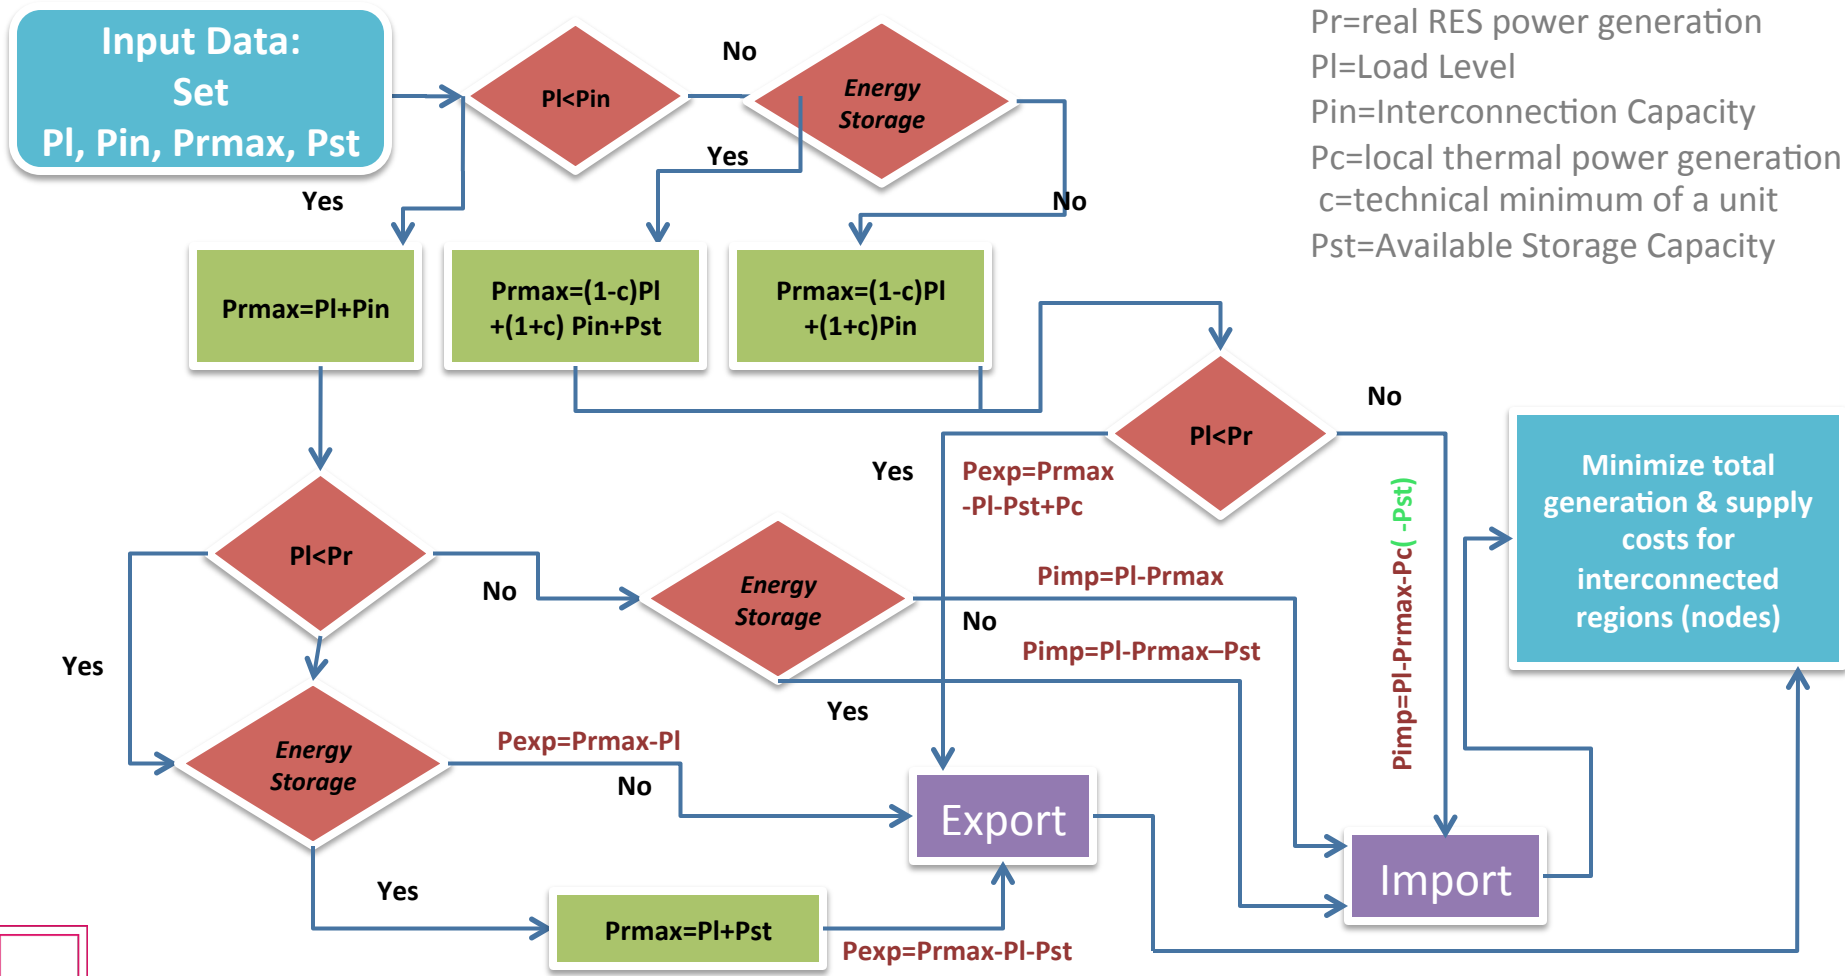 Input Data:
Set
Pl, Pin, Prmax, Pst
Pl<Pin
No
Energy
Storage
Pr=real RES power generation
Pl=Load Level
Pin=Interconnection Capacity
Pc=local thermal power generation
c=technical minimum of a unit
Pst=Available Storage Capacity
Yes
Yes
No
Prmax=Pl+Pin
Prmax=(1-c)Pl
+(1+c) Pin+Pst
Prmax=(1-c)Pl
+(1+c)Pin
Pl<Pr
No
Yes
Pexp=Prmax
-Pl-Pst+Pc
Pimp=Pl-Prmax-Pc( -Pst)
Minimize total
generation & supply
costs for
interconnected
regions (nodes)
Pl<Pr
No
Energy
Storage
Pimp=Pl-Prmax
No
Pimp=Pl-Prmax–Pst
Yes
Yes
Energy
Storage
Pexp=Prmax-Pl
No
Export
Import
Yes
Prmax=Pl+Pst
Pexp=Prmax-Pl-Pst